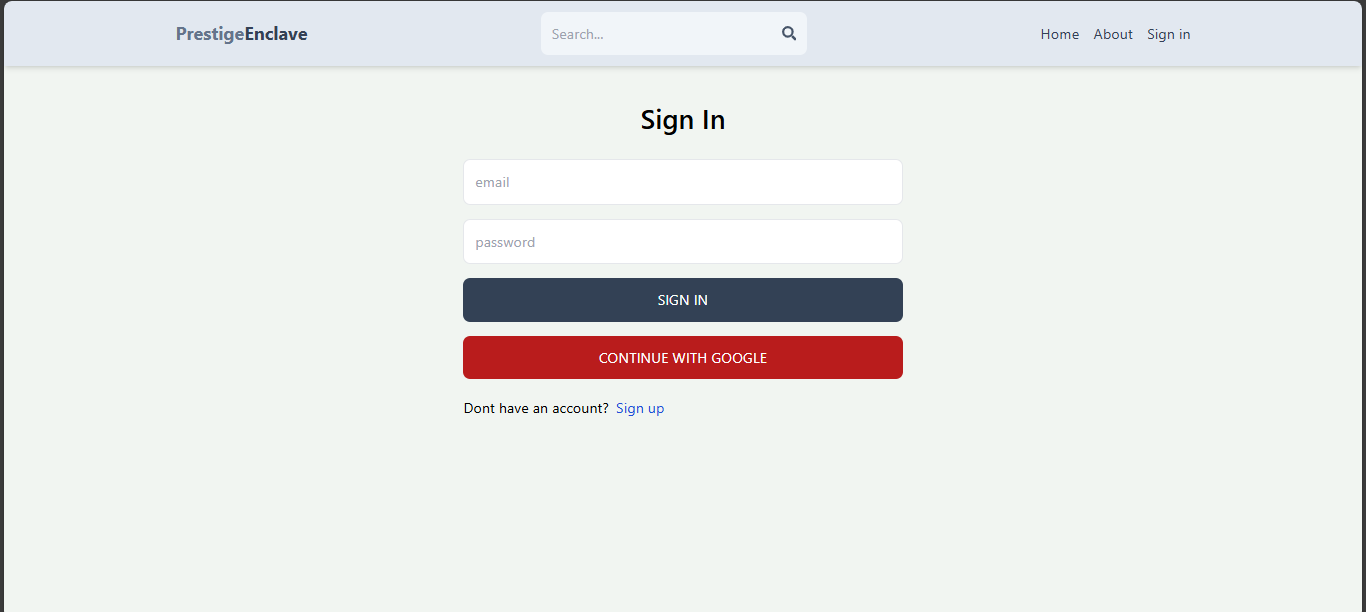 PrestigeEnclave
Search...
Home About Sign in
Sign In
email
password
SIGN IN
CONTINUE WITH GOOGLE
Dont have an account? Sign up